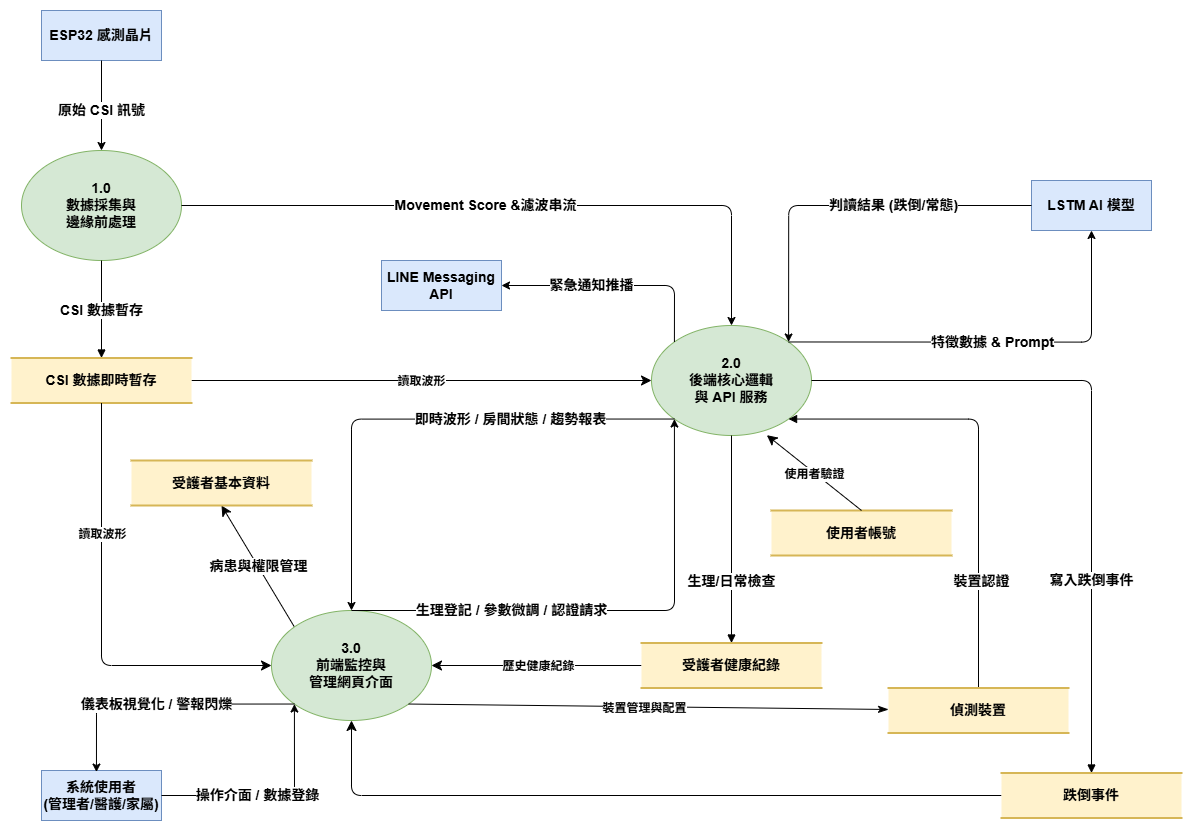 ESP32 感測晶片
原始 CSI 訊號
1.0
數據採集與
邊緣前處理
Movement Score &濾波串流
判讀結果 (跌倒/常態)
LSTM AI 模型
LINE Messaging
API
緊急通知推播
CSI 數據暫存
2.0
後端核心邏輯
與 API 服務
特徵數據 & Prompt
CSI 數據即時暫存
讀取波形
即時波形 / 房間狀態 / 趨勢報表
受護者基本資料
使用者驗證
使用者帳號
讀取波形
病患與權限管理
生理/日常檢查
裝置認證
寫入跌倒事件
生理登記 / 參數微調 / 認證請求
3.0
前端監控與
管理網頁介面
歷史健康紀錄
受護者健康紀錄
儀表板視覺化 / 警報閃爍
裝置管理與配置
偵測裝置
系統使用者
(管理者/醫護/家屬)
操作介面 / 數據登錄
跌倒事件